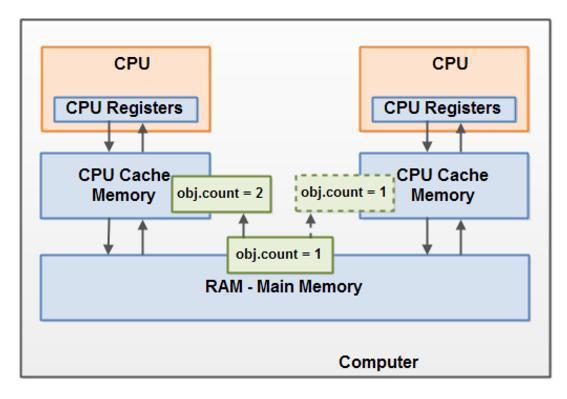 CPU
CPU
CPU Registers
CPU Registers
CPU Cache
Memory
CPU Cache
Memory
obj.count = 2
obj.count = 1
obj.count = 1
RAM - Main Memory
Computer